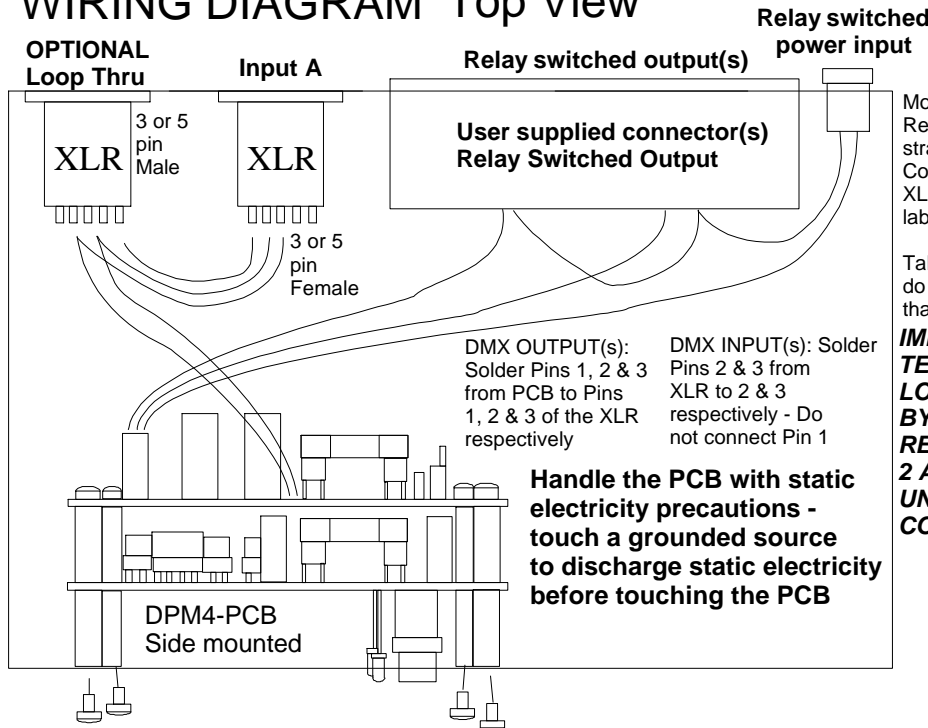 WIRING DIAGRAM Top View
Relay switched
power input
OPTIONAL
Loop Thru
Input A
Relay switched output(s)
3 or 5
pin
Male
XLR
XLR
User supplied connector(s)
Relay Switched Output
3 or 5
pin
Female
DMX OUTPUT(s):
Solder Pins 1, 2 & 3
from PCB to Pins
1, 2 & 3 of the XLR
respectively
DMX INPUT(s): Solder
Pins 2 & 3 from
XLR to 2 & 3
respectively - Do
not connect Pin 1
Handle the PCB with static
electricity precautions -
touch a grounded source
to discharge static electricity
before touching the PCB
DPM4-PCB
Side mounted
do
BY
2 A